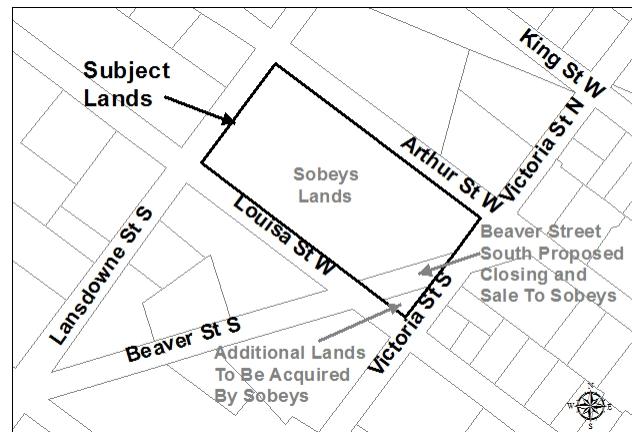 King St W
Subject
Lands
Victoria St N
Arthur St W
Sobeys
Lands
Louisa St W
Lansdowne St S
Beaver Street
South Proposed
Closing and
Sale To Sobeys
Victoria St S
Beaver St S
Additional Lands
To Be Acquired
By Sobeys
N
W
E
S